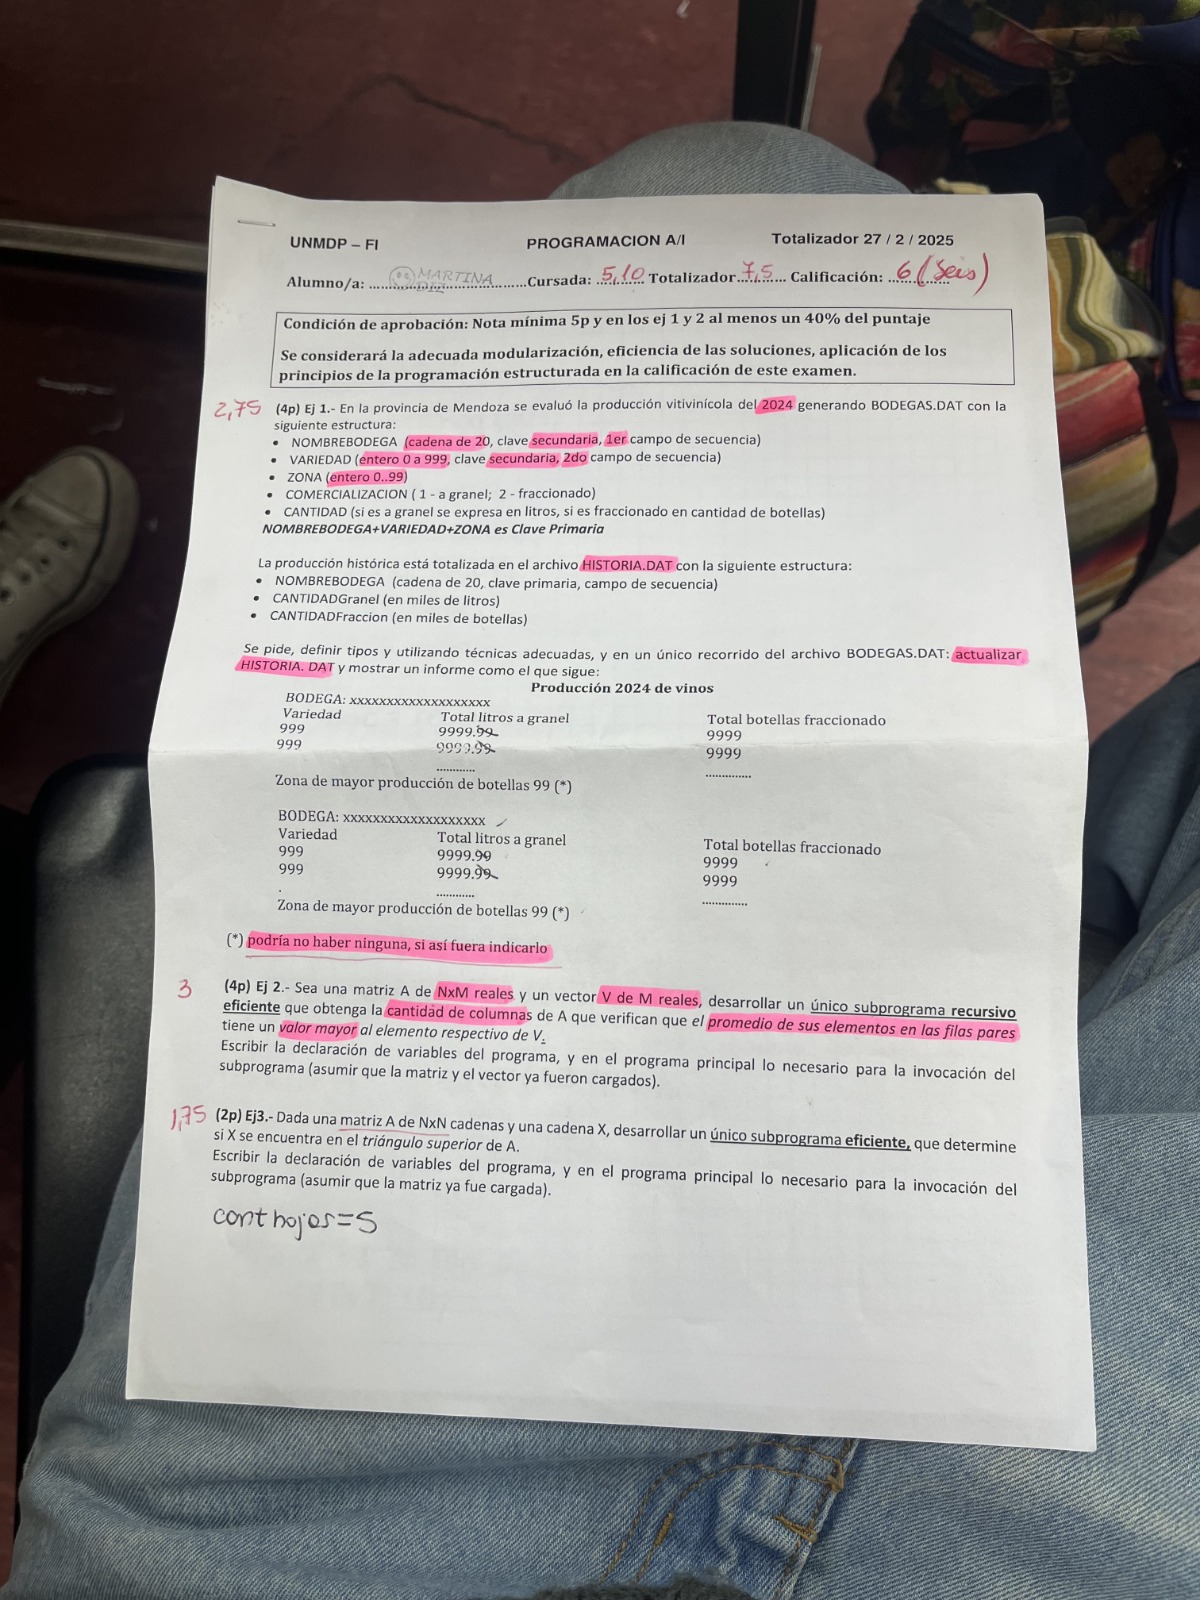 UNMDP – FI PROGRAMACION A/I Totalizador 27 / 2 / 2025
Alumno/a: MARTINA DIZ Cursada: 5,10 Totalizador 7,5 Calificación: 6 (seis)
Condición de aprobación: Nota mínima 5p y en los ej 1 y 2 al menos un 40% del puntaje
Se considerará la adecuada modularización, eficiencia de las soluciones, aplicación de los
principios de la programación estructurada en la calificación de este examen.
2,75 (4p) Ej 1.- En la provincia de Mendoza se evaluó la producción vitivinícola del 2024 generando BODEGAS.DAT con la
siguiente estructura:
• NOMBREBODEGA (cadena de 20, clave secundaria, 1er campo de secuencia)
• VARIEDAD (entero 0 a 999, clave secundaria, 2do campo de secuencia)
• ZONA (entero 0..99)
• COMERCIALIZACION ( 1 - a granel; 2 - fraccionado)
• CANTIDAD (si es a granel se expresa en litros, si es fraccionado en cantidad de botellas)
NOMBREBODEGA+VARIEDAD+ZONA es Clave Primaria
La producción histórica está totalizada en el archivo HISTORIA.DAT con la siguiente estructura:
• NOMBREBODEGA (cadena de 20, clave primaria, campo de secuencia)
• CANTIDADGranel (en miles de litros)
• CANTIDADFraccion (en miles de botellas)
Se pide, definir tipos y utilizando técnicas adecuadas, y en un único recorrido del archivo BODEGAS.DAT: actualizar
HISTORIA. DAT y mostrar un informe como el que sigue:
Producción 2024 de vinos
BODEGA: xxxxxxxxxxxxxxxxxxx
Variedad Total litros a granel Total botellas fraccionado
999 9999.99 9999
999 9999.99 9999
............ ..............
Zona de mayor producción de botellas 99 (*)
BODEGA: xxxxxxxxxxxxxxxxxxx
Variedad Total litros a granel Total botellas fraccionado
999 9999.99 9999
999 9999.99 9999
. ............ ..............
Zona de mayor producción de botellas 99 (*)
(*) podría no haber ninguna, si así fuera indicarlo
3 (4p) Ej 2.- Sea una matriz A de NxM reales y un vector V de M reales, desarrollar un único subprograma recursivo
eficiente que obtenga la cantidad de columnas de A que verifican que el promedio de sus elementos en las filas pares
tiene un valor mayor al elemento respectivo de V.
Escribir la declaración de variables del programa, y en el programa principal lo necesario para la invocación del
subprograma (asumir que la matriz y el vector ya fueron cargados).
1,75 (2p) Ej3.- Dada una matriz A de NxN cadenas y una cadena X, desarrollar un único subprograma eficiente, que determine
si X se encuentra en el triángulo superior de A.
Escribir la declaración de variables del programa, y en el programa principal lo necesario para la invocación del
subprograma (asumir que la matriz ya fue cargada).
cant hojas=5